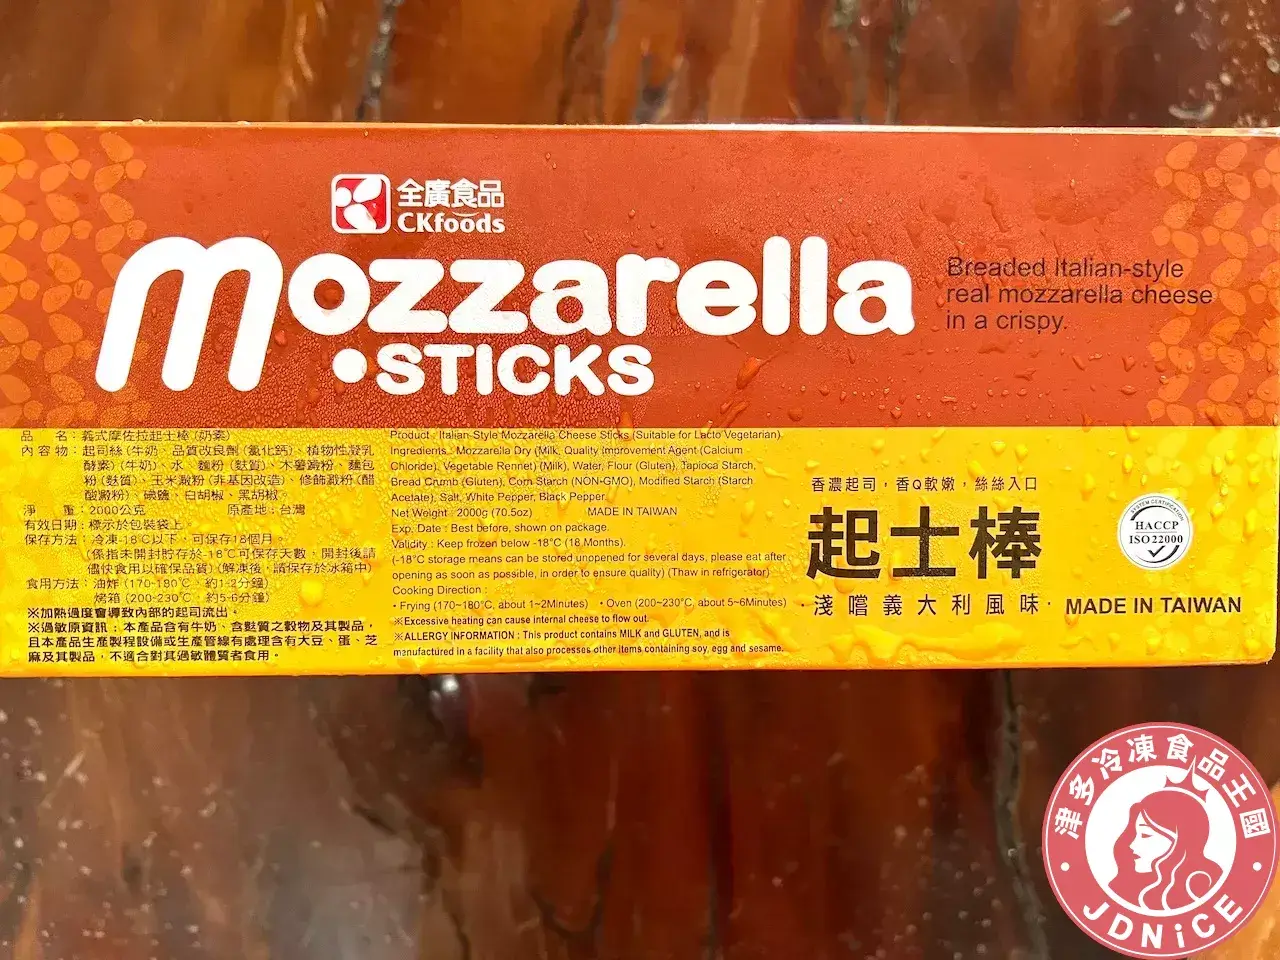 全廣食品
CKfoods
mozzarella
•STICKS
Breaded Italian-style
real mozzarella cheese
in a crispy.
品　名：義式摩佐拉起士棒(奶素)
內 容 物：起司絲(牛奶、品質改良劑(氯化鈣)、植物性凝乳
酵素)(牛奶)、水、麵粉(麩質)、木薯澱粉、麵包
粉(麩質)、玉米澱粉(非基因改造)、修飾澱粉(醋
酸澱粉)、碘鹽、白胡椒、黑胡椒。
淨　重：2000公克　原產地：台灣
有效日期：標示於包裝袋上。
保存方法：冷凍-18℃以下，可保存18個月。
(係指未開封貯存於-18℃可保存天數，開封後請
儘快食用以確保品質)(解凍後，請保存於冰箱中)
食用方法：油炸(170-180℃，約1-2分鐘)
烤箱(200-230℃，約5-6分鐘)
※加熱過度會導致內部的起司流出。
※過敏原資訊：本產品含有牛奶、含麩質之穀物及其製品，
且本產品生產製程設備或生產管線有處理含有大豆、蛋、芝
麻及其製品，不適合對其過敏體質者食用。
Product : Italian Style Mozzarella Cheese Sticks (Suitable for Lacto Vegetarian).
Ingredients : Mozzarella Dry (Milk, Quality Improvement Agent (Calcium
Chloride), Vegetable Rennet) (Milk), Water, Flour (Gluten), Tapioca Starch,
Bread Crumb (Gluten), Corn Starch (NON-GMO), Modified Starch (Starch
Acetate), Salt, White Pepper, Black Pepper.
Net Weight : 2000g (70.5oz)　MADE IN TAIWAN
Exp. Date : Best before, shown on package.
Validity : Keep frozen below -18°C (18 Months).
(-18°C storage means can be stored unppened for several days, please eat after
opening as soon as possible, in order to ensure quality) (Thaw in refrigerator)
Cooking Direction :
• Frying (170~180°C, about 1~2Minutes)　• Oven (200~230°C, about 5~6Minutes)
※Excessive heating can cause internal cheese to flow out.
※ALLERGY INFORMATION : This product contains MILK and GLUTEN, and is
manufactured in a facility that also processes other items containing soy, egg and sesame.
香濃起司，香Q軟嫩，絲絲入口
起士棒
·淺嚐義大利風味·
SYSTEM CERTIFICATION
HACCP
ISO 22000
MADE IN TAIWAN
津多冷凍食品王國
JDNiCE